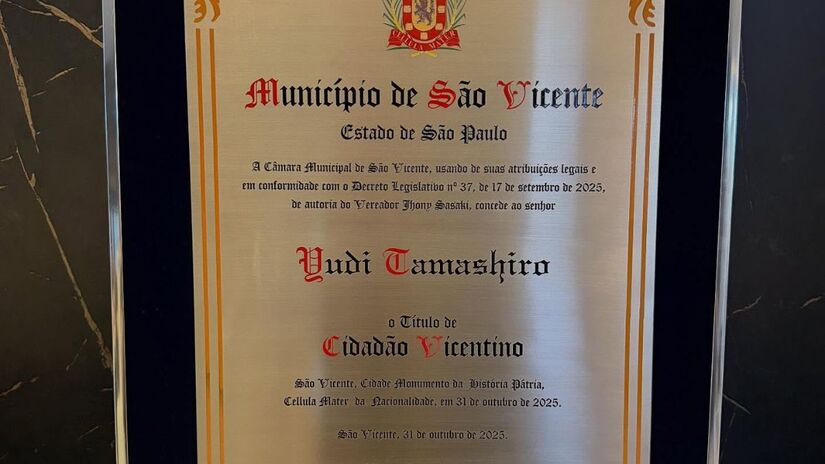 CELLULA MATER
Município de São Vicente
Estado de São Paulo
A Câmara Municipal de São Vicente, usando de suas atribuições legais e
em conformidade com o Decreto Legislativo nº 37, de 17 de setembro de 2025,
de autoria do Vereador Jhony Sasaki, concede ao senhor
Yudi Tamashiro
o Título de
Cidadão Vicentino
São Vicente, Cidade Monumento da História Pátria,
Cellula Mater da Nacionalidade, em 31 de outubro de 2025.
São Vicente, 31 de outubro de 2025.